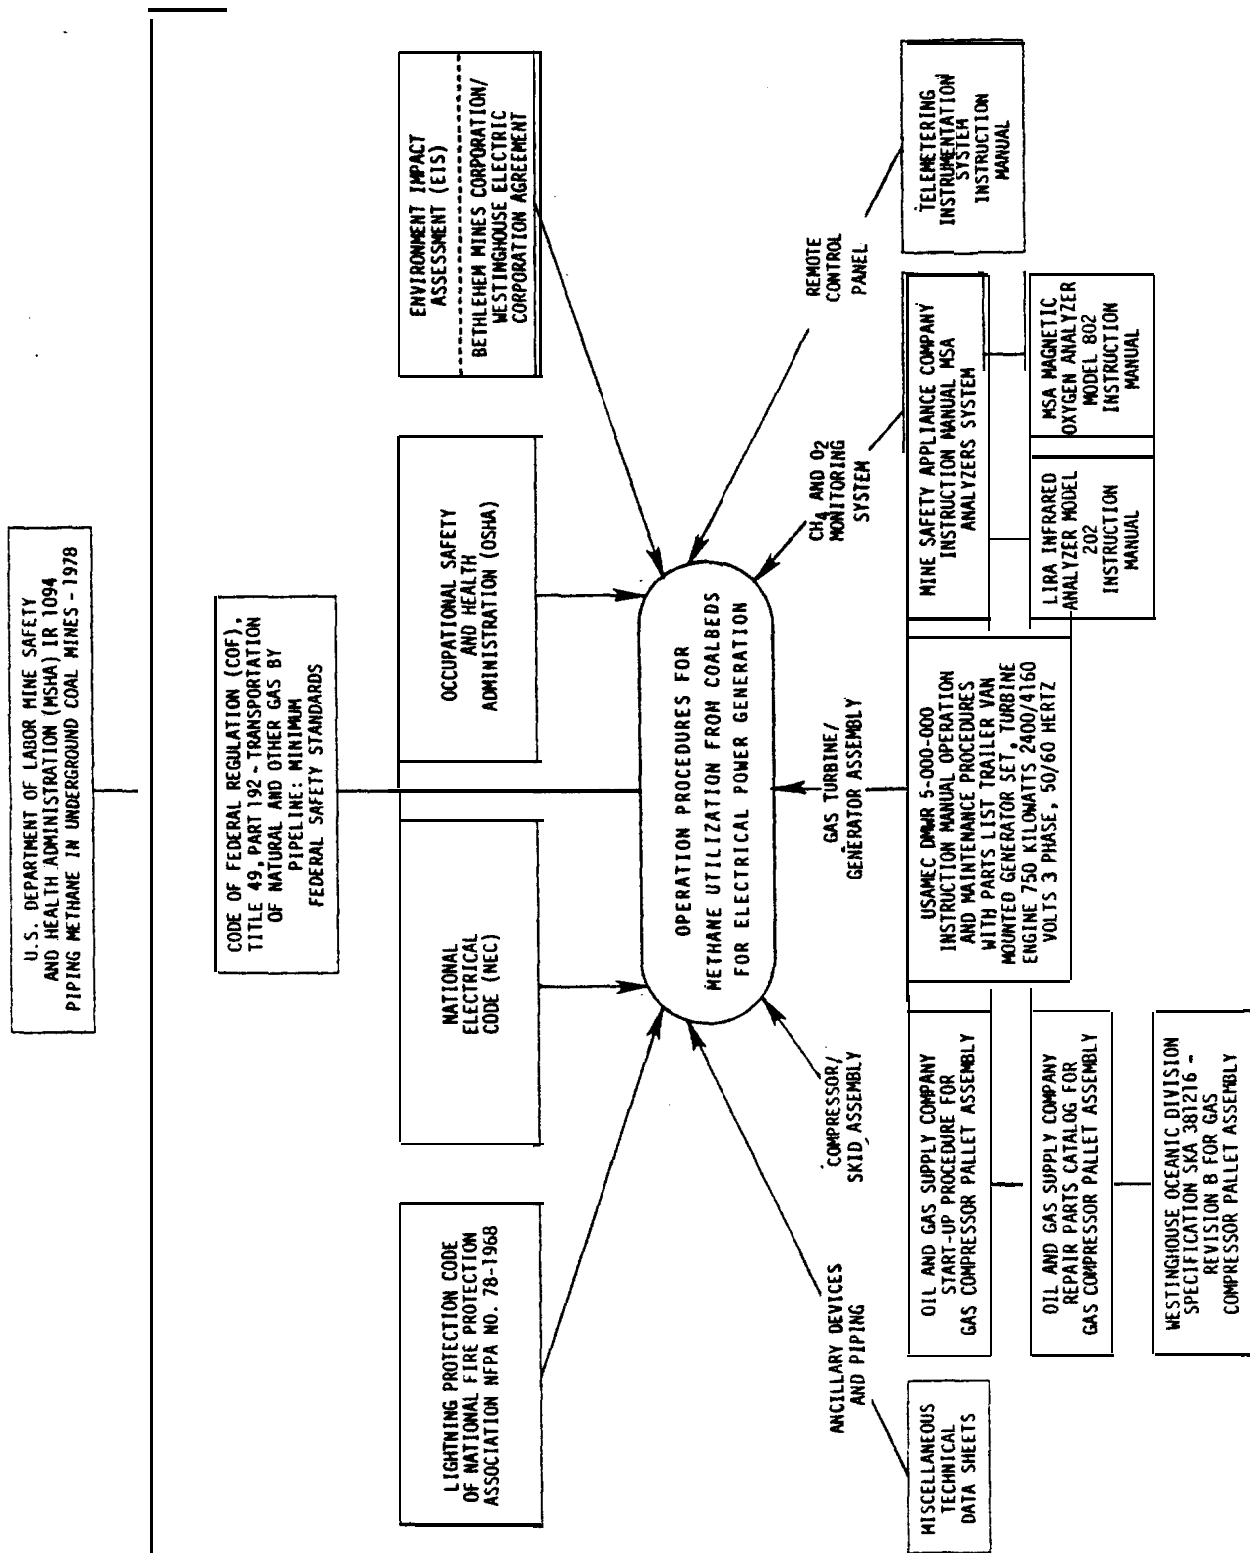 U.S. DEPARTMENT OF LABOR MINE SAFETY
AND HEALTH ADMINISTRATION (MSHA) IR 1094
PIPING METHANE IN UNDERGROUND COAL MINES - 1978
CODE OF FEDERAL REGULATION (COF),
TITLE 49, PART 192 - TRANSPORTATION
OF NATURAL AND OTHER GAS BY
PIPELINE: MINIMUM
FEDERAL SAFETY STANDARDS
LIGHTNING PROTECTION CODE
OF NATIONAL FIRE PROTECTION
ASSOCIATION NFPA NO. 78-1968
NATIONAL
ELECTRICAL
CODE (NEC)
OCCUPATIONAL SAFETY
AND HEALTH
ADMINISTRATION (OSHA)
ENVIRONMENT IMPACT
ASSESSMENT (EIS)
BETHLEHEM MINES CORPORATION/
WESTINGHOUSE ELECTRIC
CORPORATION AGREEMENT
OPERATION PROCEDURES FOR
METHANE UTILIZATION FROM COALBEDS
FOR ELECTRICAL POWER GENERATION
ANCILLARY DEVICES
AND PIPING
COMPRESSOR/
SKID ASSEMBLY
GAS TURBINE/
GENERATOR ASSEMBLY
CH4 AND O2
MONITORING
SYSTEM
REMOTE
CONTROL
PANEL
MISCELLANEOUS
TECHNICAL
DATA SHEETS
OIL AND GAS SUPPLY COMPANY
START-UP PROCEDURE FOR
GAS COMPRESSOR PALLET ASSEMBLY
OIL AND GAS SUPPLY COMPANY
REPAIR PARTS CATALOG FOR
GAS COMPRESSOR PALLET ASSEMBLY
WESTINGHOUSE OCEANIC DIVISION
SPECIFICATION SKA 381216 -
REVISION B FOR GAS
COMPRESSOR PALLET ASSEMBLY
USAMEC DMWR 5-000-000
INSTRUCTION MANUAL OPERATION
AND MAINTENANCE PROCEDURES
WITH PARTS LIST TRAILER VAN
MOUNTED GENERATOR SET, TURBINE
ENGINE 750 KILOWATTS 2400/4160
VOLTS 3 PHASE, 50/60 HERTZ
MINE SAFETY APPLIANCE COMPANY
INSTRUCTION MANUAL MSA
ANALYZERS SYSTEM
LIRA INFRARED
ANALYZER MODEL
202
INSTRUCTION
MANUAL
MSA MAGNETIC
OXYGEN ANALYZER
MODEL 802
INSTRUCTION
MANUAL
TELEMETERING
INSTRUMENTATION
SYSTEM
INSTRUCTION
MANUAL